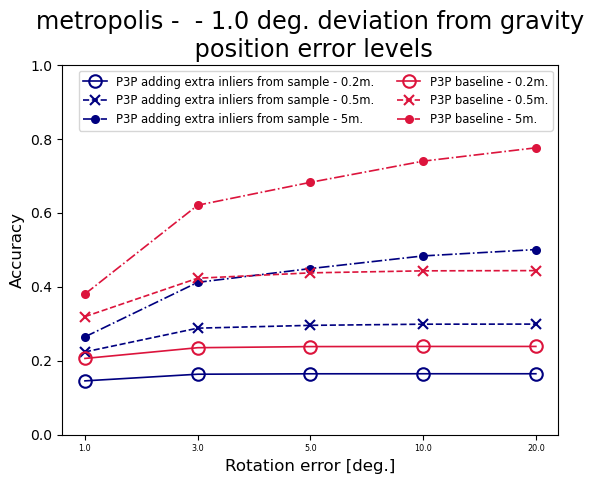 metropolis -  - 1.0 deg. deviation from gravity
position error levels
P3P adding extra inliers from sample - 0.2m.
P3P adding extra inliers from sample - 0.5m.
P3P adding extra inliers from sample - 5m.
P3P baseline - 0.2m.
P3P baseline - 0.5m.
P3P baseline - 5m.
Accuracy
1.0
0.8
0.6
0.4
0.2
0.0
1.0 3.0 5.0 10.0 20.0
Rotation error [deg.]